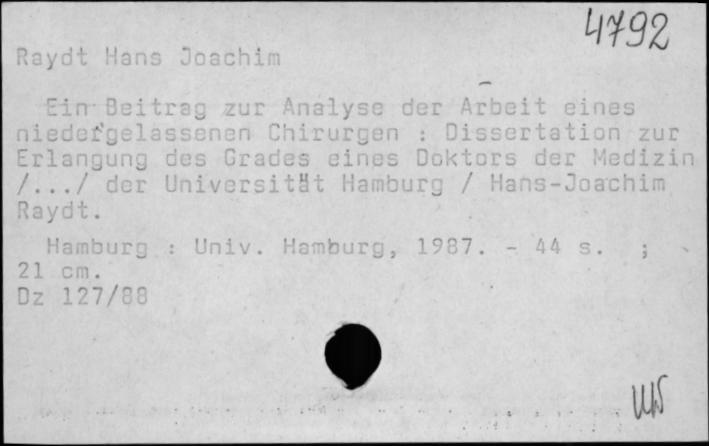 4792
Raydt Hans Joachim
Ein Beitrag zur Analyse der Arbeit eines
niedergelassenen Chirurgen : Dissertation zur
Erlangung des Grades eines Doktors der Medizin
/.../ der Universität Hamburg / Hans-Joachim
Raydt.
Hamburg : Univ. Hamburg, 1987. - 44 s. ;
21 cm.
Dz 127/88